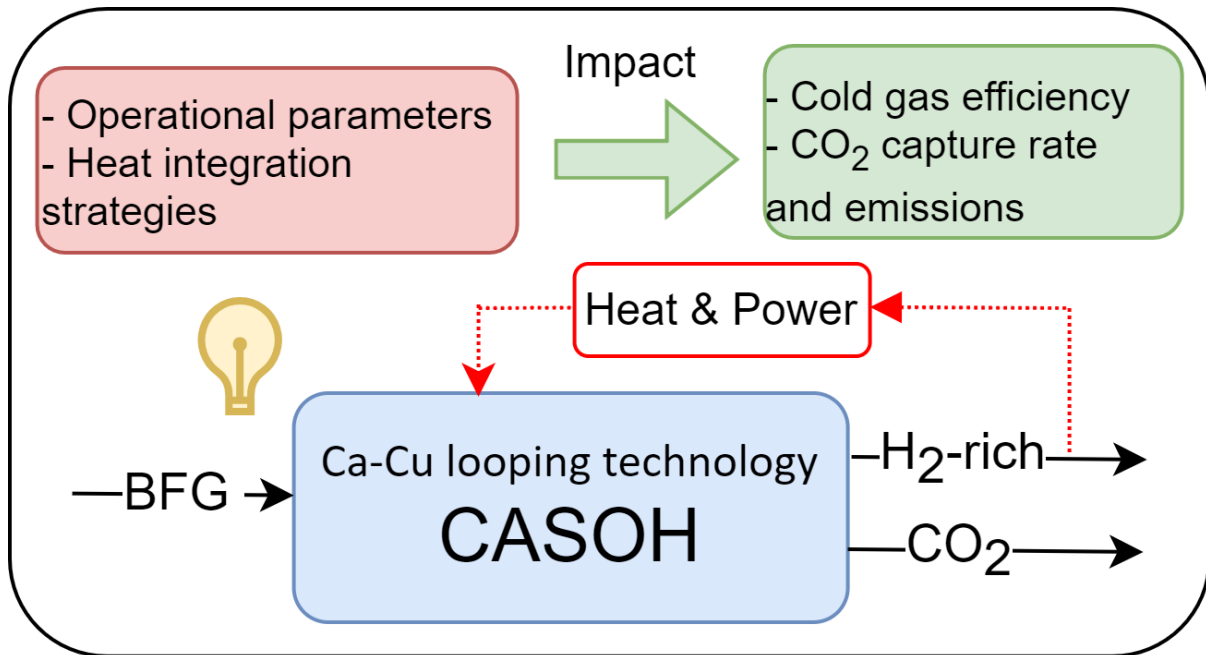 Impact
- Operational parameters
- Heat integration
strategies
- Cold gas efficiency
- CO₂ capture rate
and emissions
Heat & Power
BFG
Ca-Cu looping technology
CASOH
H₂-rich
CO₂